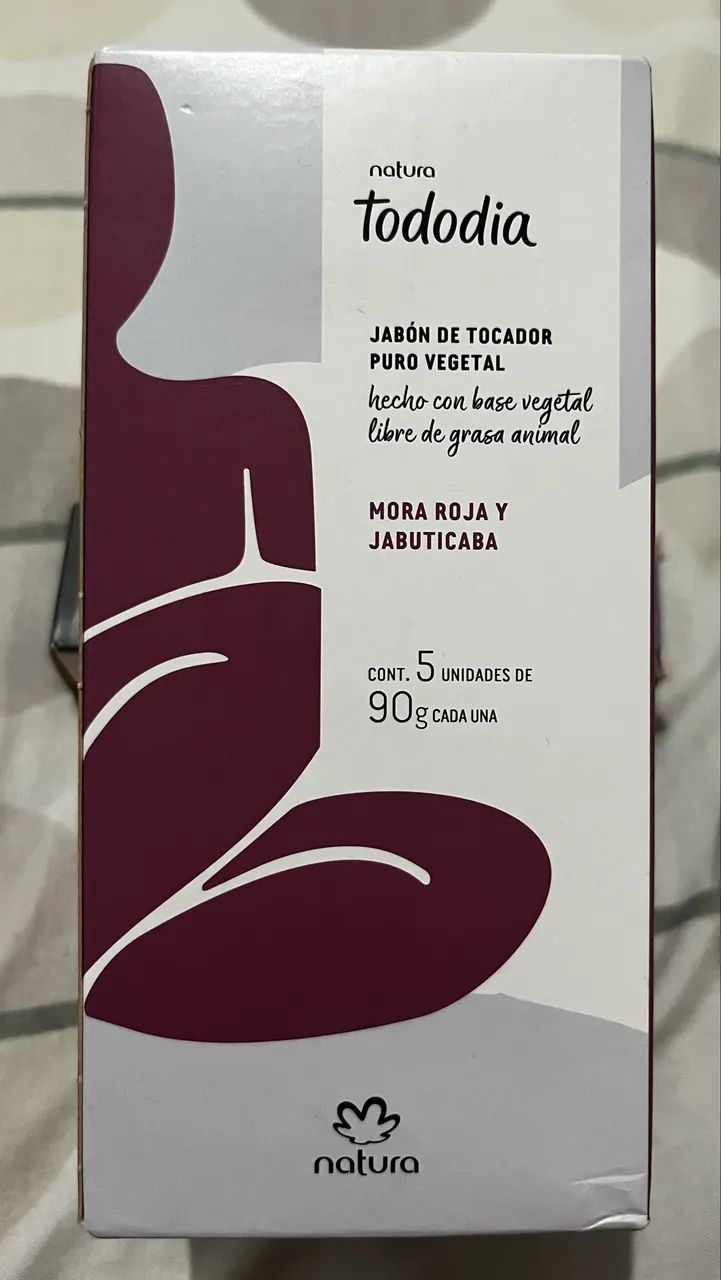 natura
Tododia
JABÓN DE TOCADOR
PURO VEGETAL
hecho con base vegetal
libre de grasa animal
MORA ROJA Y
JABUTICABA
CONT. 5 UNIDADES DE
90g CADA UNA
natura